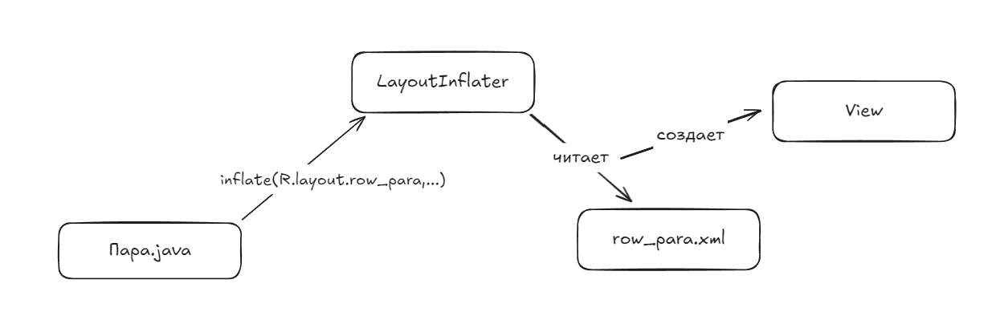 LayoutInflater
View
создает
читает
inflate(R.layout.row_para,...)
row_para.xml
Пара.java